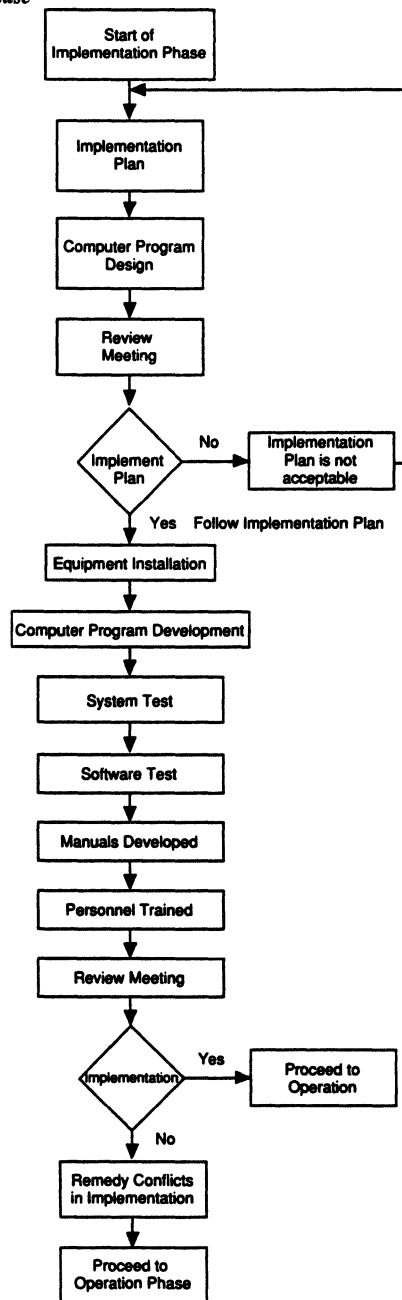 Start of
Implementation Phase
Implementation
Plan
Computer Program
Design
Review
Meeting
Implement
Plan
No
Implementation
Plan is not
acceptable
Yes Follow Implementation Plan
Equipment Installation
Computer Program Development
System Test
Software Test
Manuals Developed
Personnel Trained
Review Meeting
Implementation
Yes
Proceed to
Operation
No
Remedy Conflicts
in Implementation
Proceed to
Operation Phase